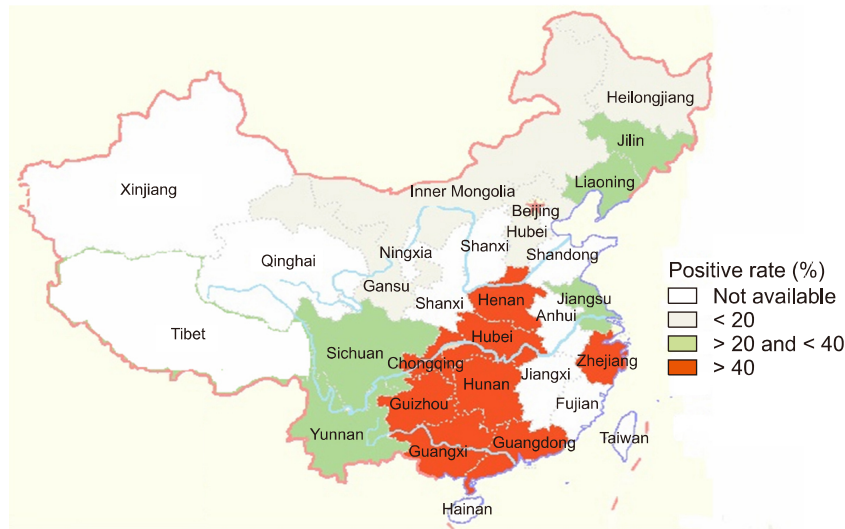 Heilongjiang
Jilin
Liaoning
Xinjiang
Inner Mongolia
Beijing
Hubei
Shanxi
Ningxia
Shandong
Qinghai
Gansu
Shanxi
Henan
Jiangsu
Anhui
Tibet
Sichuan
Hubei
Chongqing
Zhejiang
Jiangxi
Hunan
Guizhou
Fujian
Yunnan
Guangdong
Taiwan
Guangxi
Hainan
Positive rate (%)
Not available
< 20
> 20 and < 40
> 40